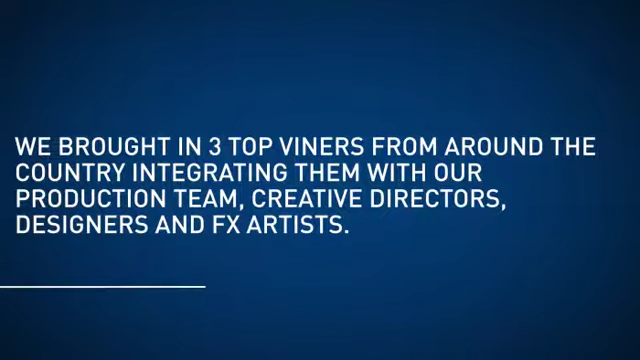 WE BROUGHT IN 3 TOP VINERS FROM AROUND THE
COUNTRY INTEGRATING THEM WITH OUR
PRODUCTION TEAM, CREATIVE DIRECTORS,
DESIGNERS AND FX ARTISTS.